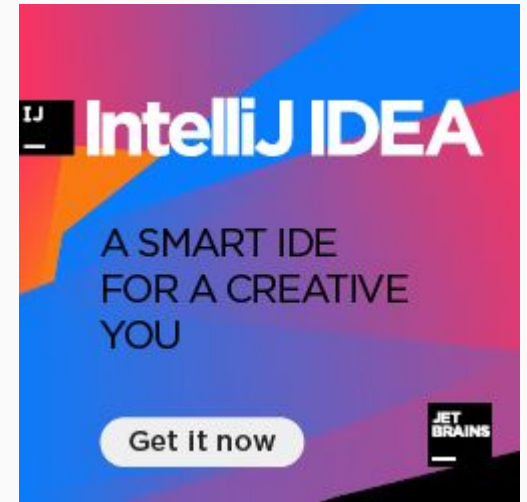 IJ
IntelliJ IDEA
A SMART IDE
FOR A CREATIVE
YOU
Get it now
JET
BRAINS